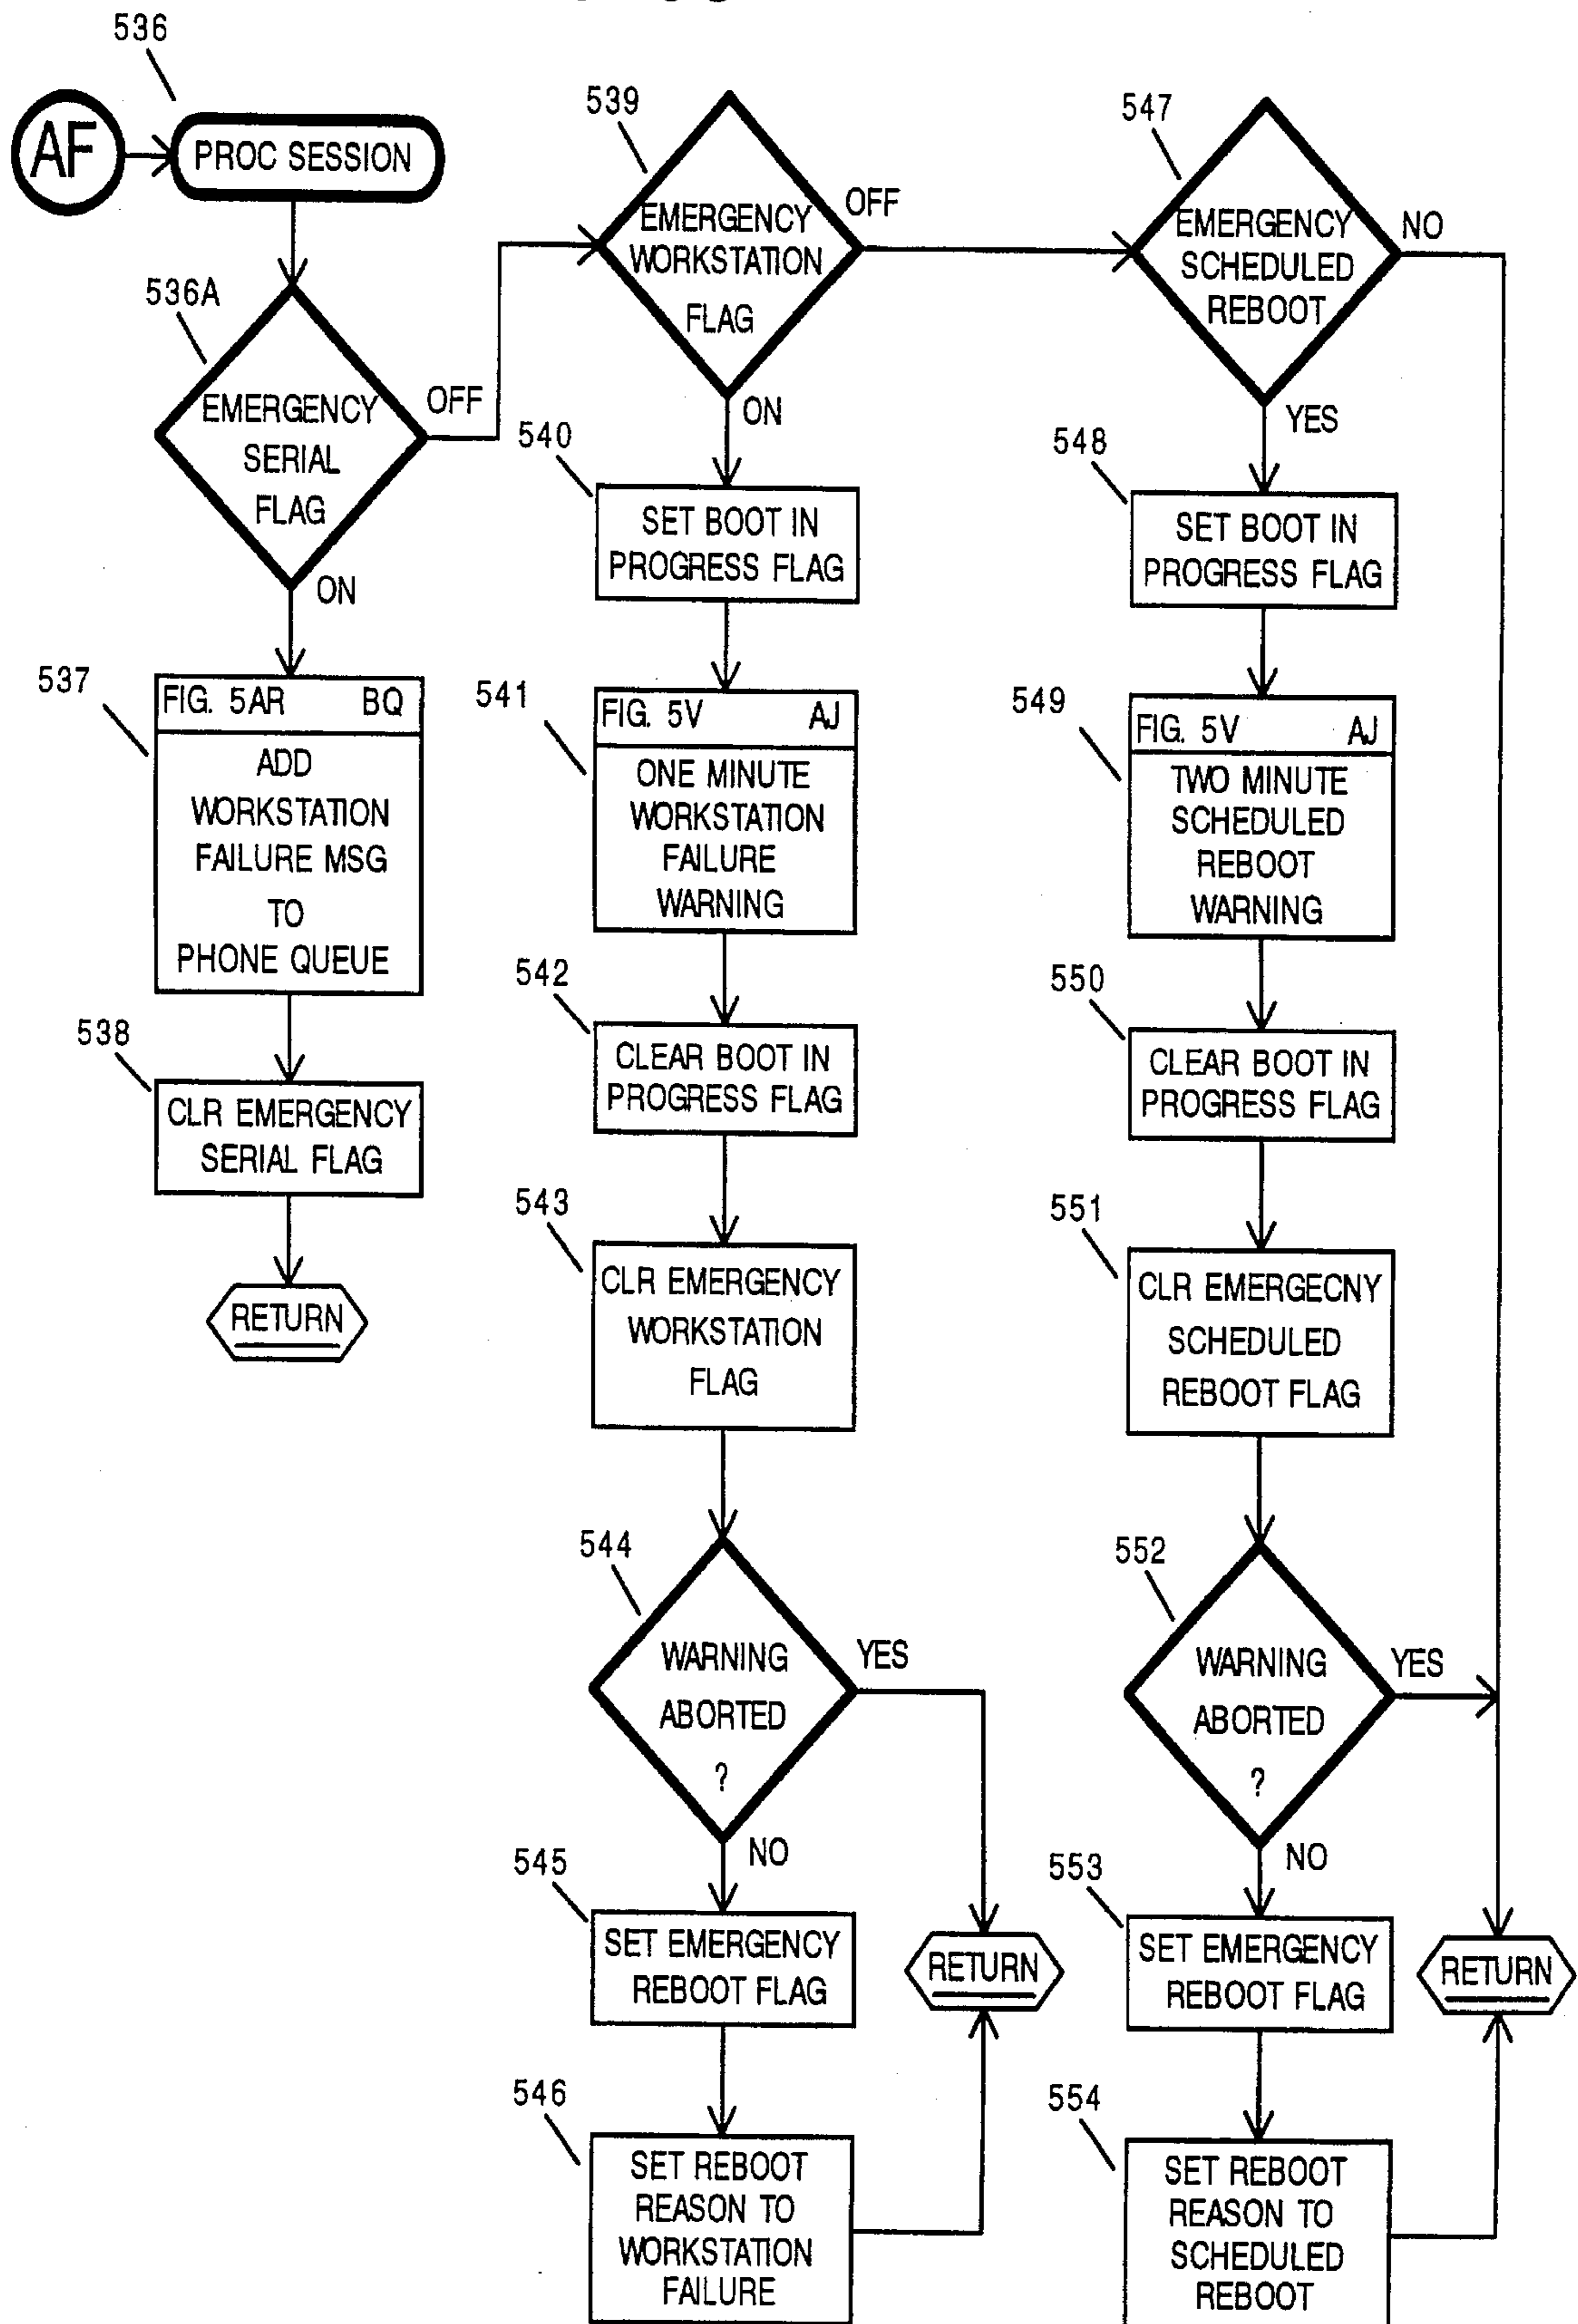 536
AF
PROC SESSION
536A
EMERGENCY
SERIAL
FLAG
OFF
ON
537
FIG. 5AR BQ
ADD
WORKSTATION
FAILURE MSG
TO
PHONE QUEUE
538
CLR EMERGENCY
SERIAL FLAG
RETURN
539
EMERGENCY
WORKSTATION
FLAG
OFF
ON
540
SET BOOT IN
PROGRESS FLAG
541
FIG. 5V AJ
ONE MINUTE
WORKSTATION
FAILURE
WARNING
542
CLEAR BOOT IN
PROGRESS FLAG
543
CLR EMERGENCY
WORKSTATION
FLAG
544
WARNING
ABORTED
?
YES
NO
545
SET EMERGENCY
REBOOT FLAG
RETURN
546
SET REBOOT
REASON TO
WORKSTATION
FAILURE
547
EMERGENCY
SCHEDULED
REBOOT
NO
YES
548
SET BOOT IN
PROGRESS FLAG
549
FIG. 5V AJ
TWO MINUTE
SCHEDULED
REBOOT
WARNING
550
CLEAR BOOT IN
PROGRESS FLAG
551
CLR EMERGECNY
SCHEDULED
REBOOT FLAG
552
WARNING
ABORTED
?
YES
NO
553
SET EMERGENCY
REBOOT FLAG
RETURN
554
SET REBOOT
REASON TO
SCHEDULED
REBOOT